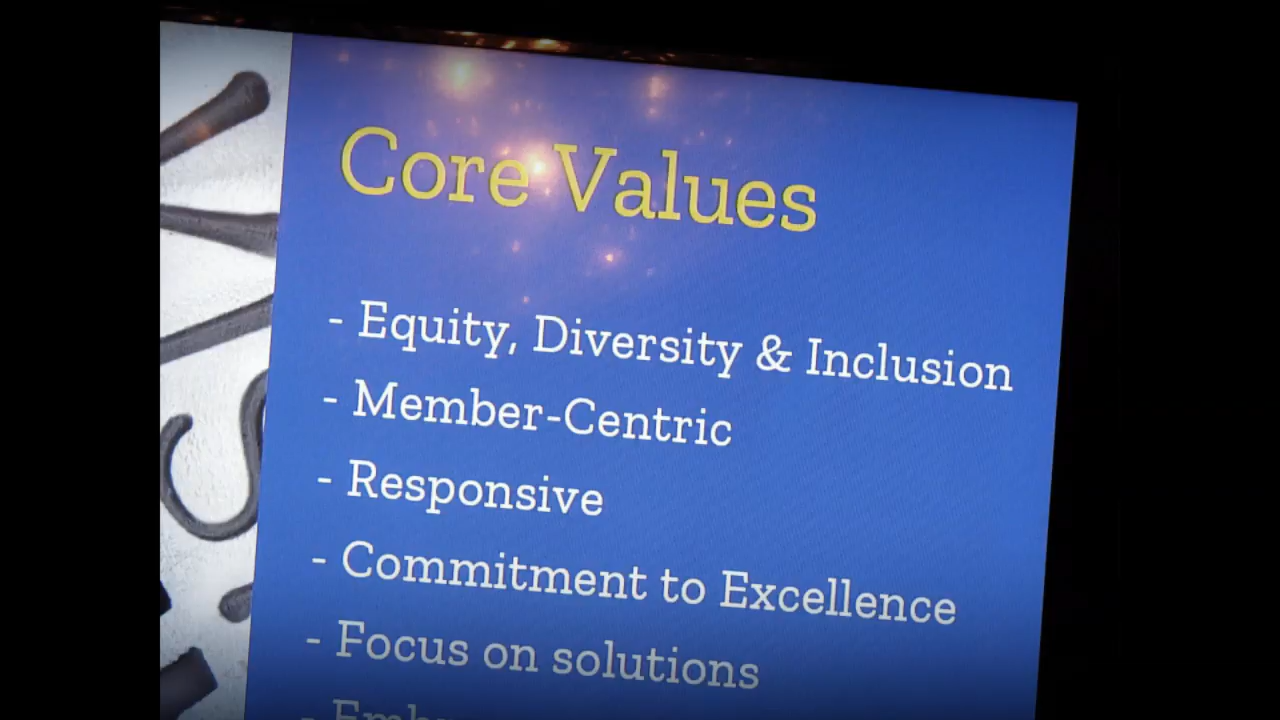 Core Values
- Equity, Diversity & Inclusion
- Member-Centric
- Responsive
- Commitment to Excellence
- Focus on solutions